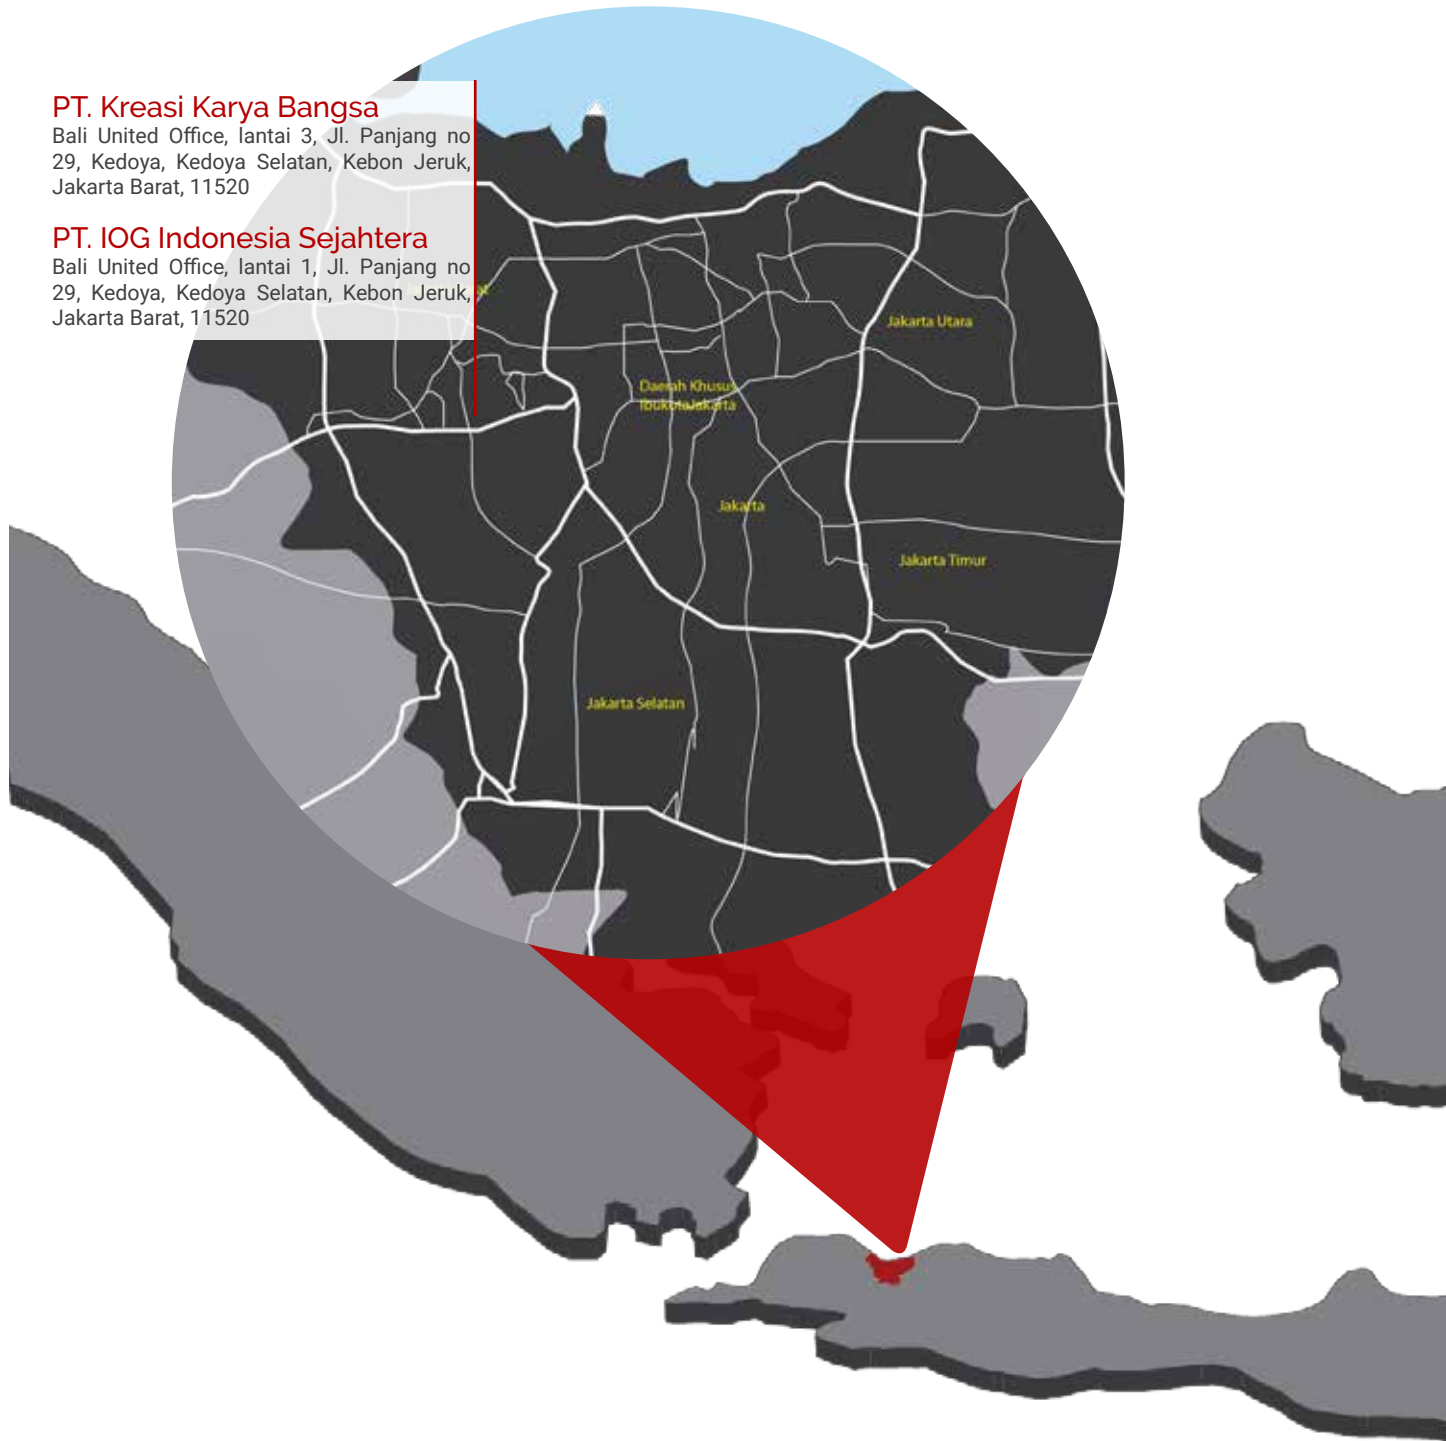 PT. Kreasi Karya Bangsa
Bali United Office, lantai 3, Jl. Panjang no
29, Kedoya, Kedoya Selatan, Kebon Jeruk,
Jakarta Barat, 11520
PT. IOG Indonesia Sejahtera
Bali United Office, lantai 1, Jl. Panjang no
29, Kedoya, Kedoya Selatan, Kebon Jeruk,
Jakarta Barat, 11520
Jakarta Utara
Daerah Khusus
IbukotaJakarta
Jakarta
Jakarta Timur
Jakarta Selatan